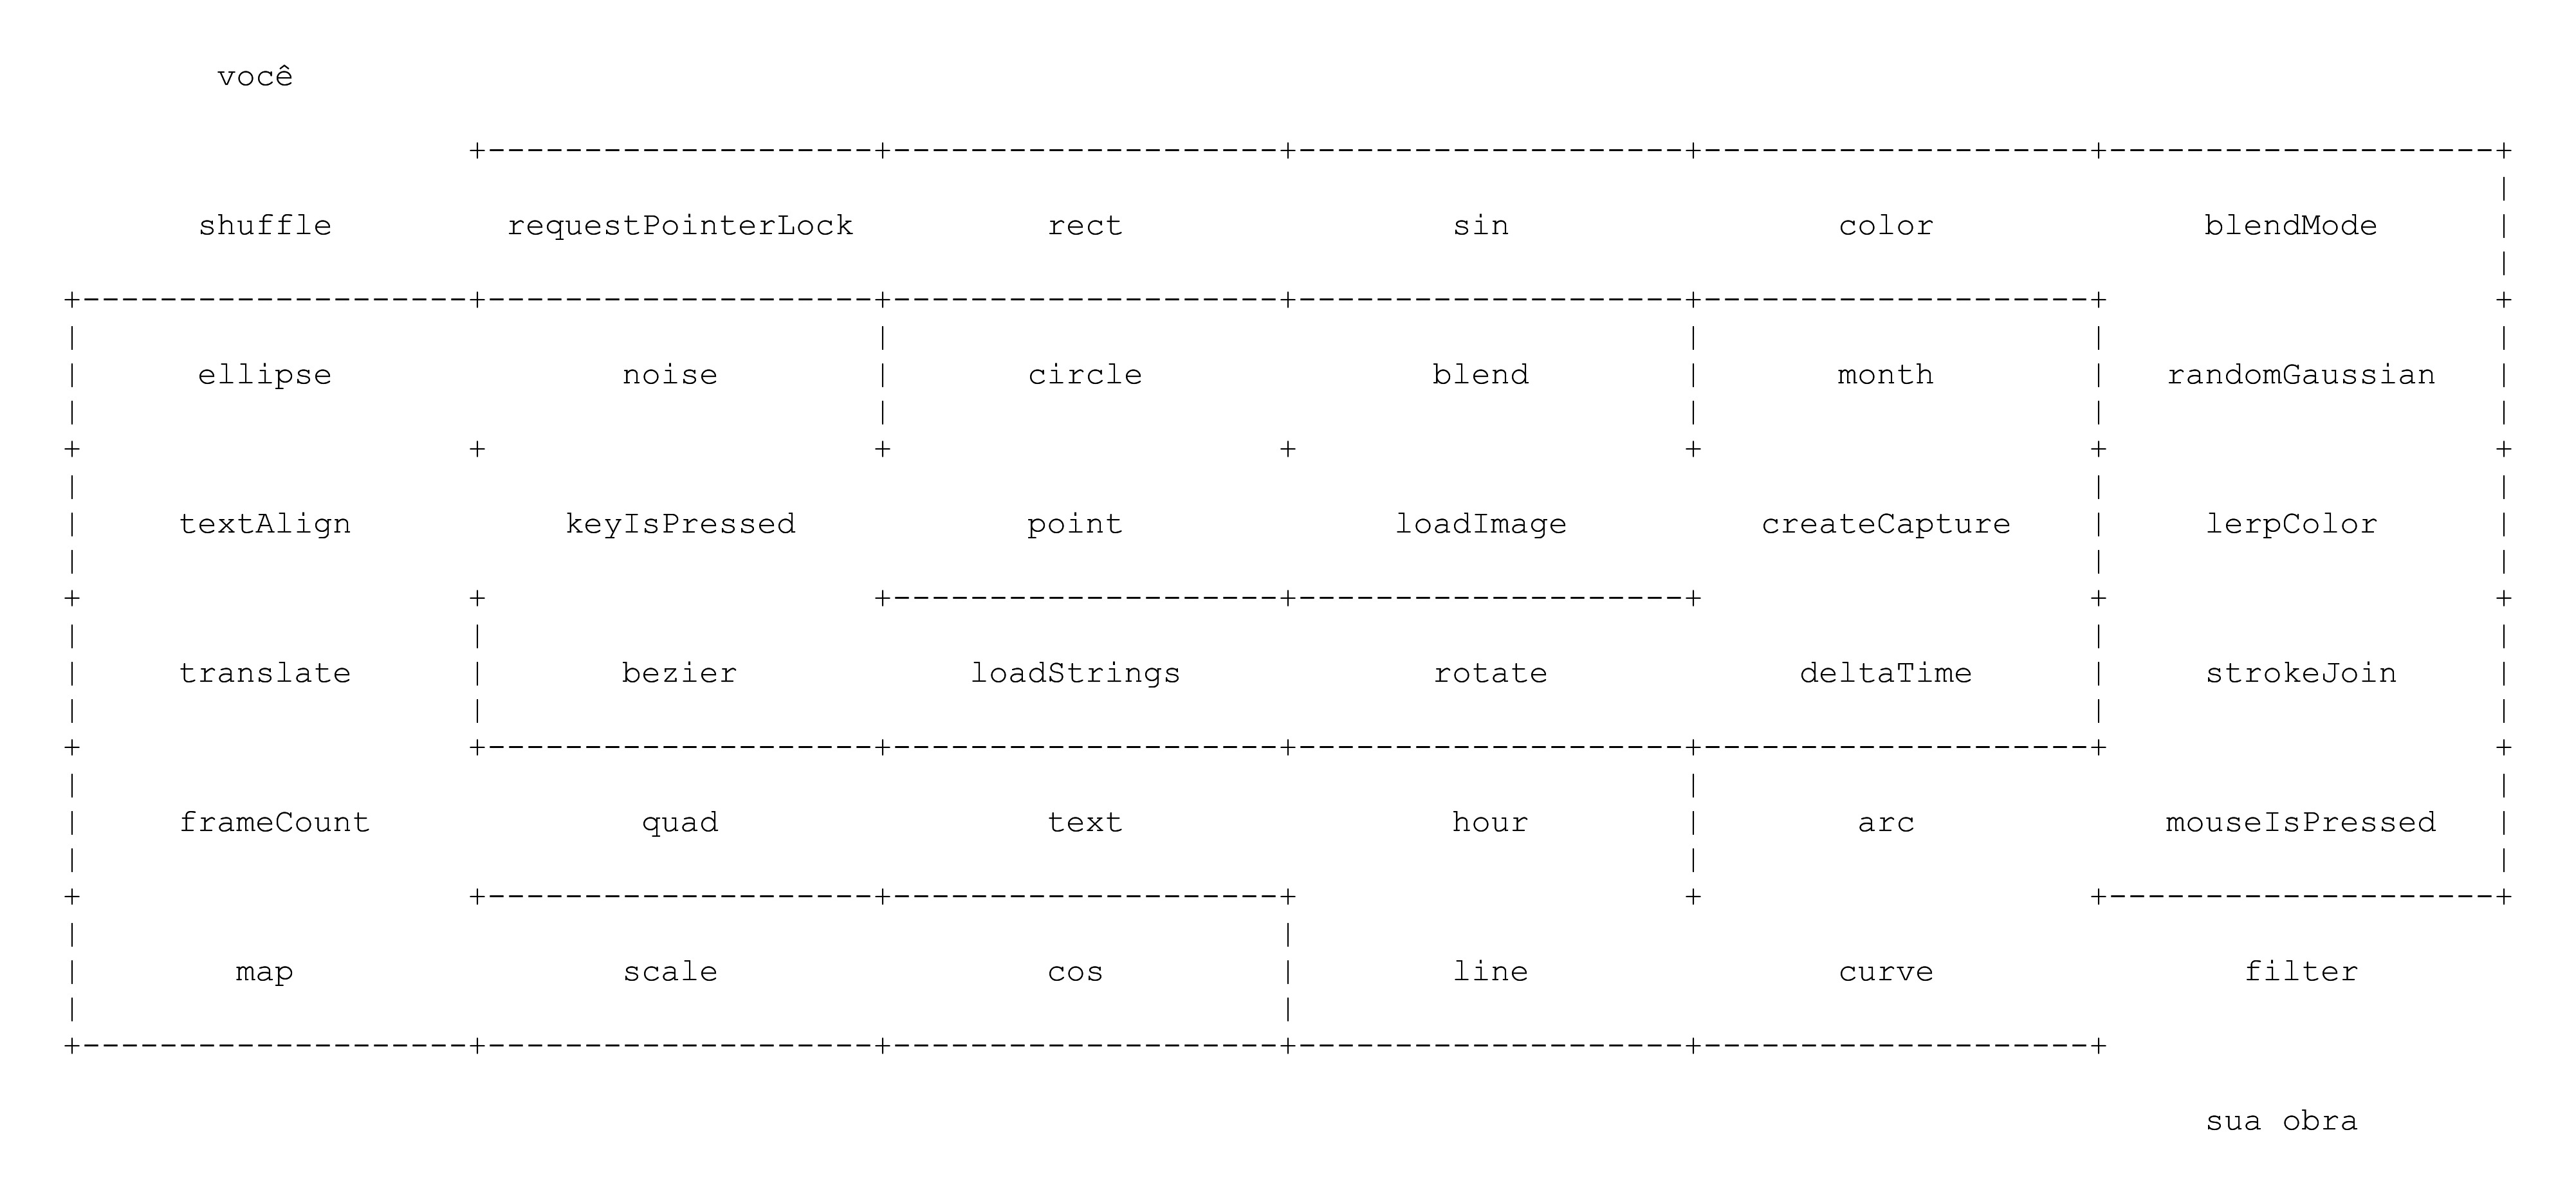 você
shuffle requestPointerLock rect sin color blendMode
ellipse noise circle blend month randomGaussian
textAlign keyIsPressed point loadImage createCapture lerpColor
translate bezier loadStrings rotate deltaTime strokeJoin
frameCount quad text hour arc mouseIsPressed
map scale cos line curve filter
sua obra